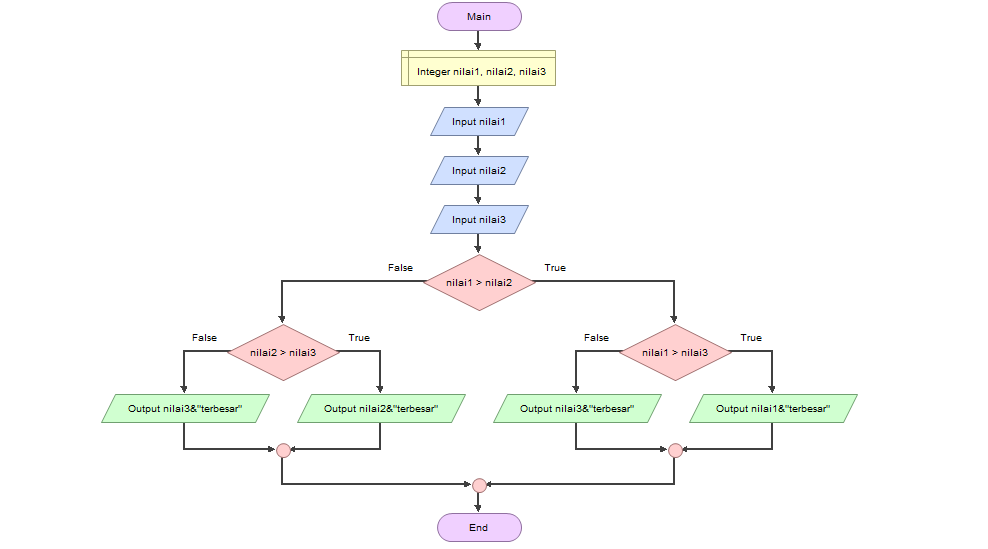 Main
Integer nilai1, nilai2, nilai3
Input nilai1
Input nilai2
Input nilai3
False
True
nilai1 > nilai2
False
True
False
True
nilai2 > nilai3
nilai1 > nilai3
Output nilai3&"terbesar"
Output nilai2&"terbesar"
Output nilai3&"terbesar"
Output nilai1&"terbesar"
End